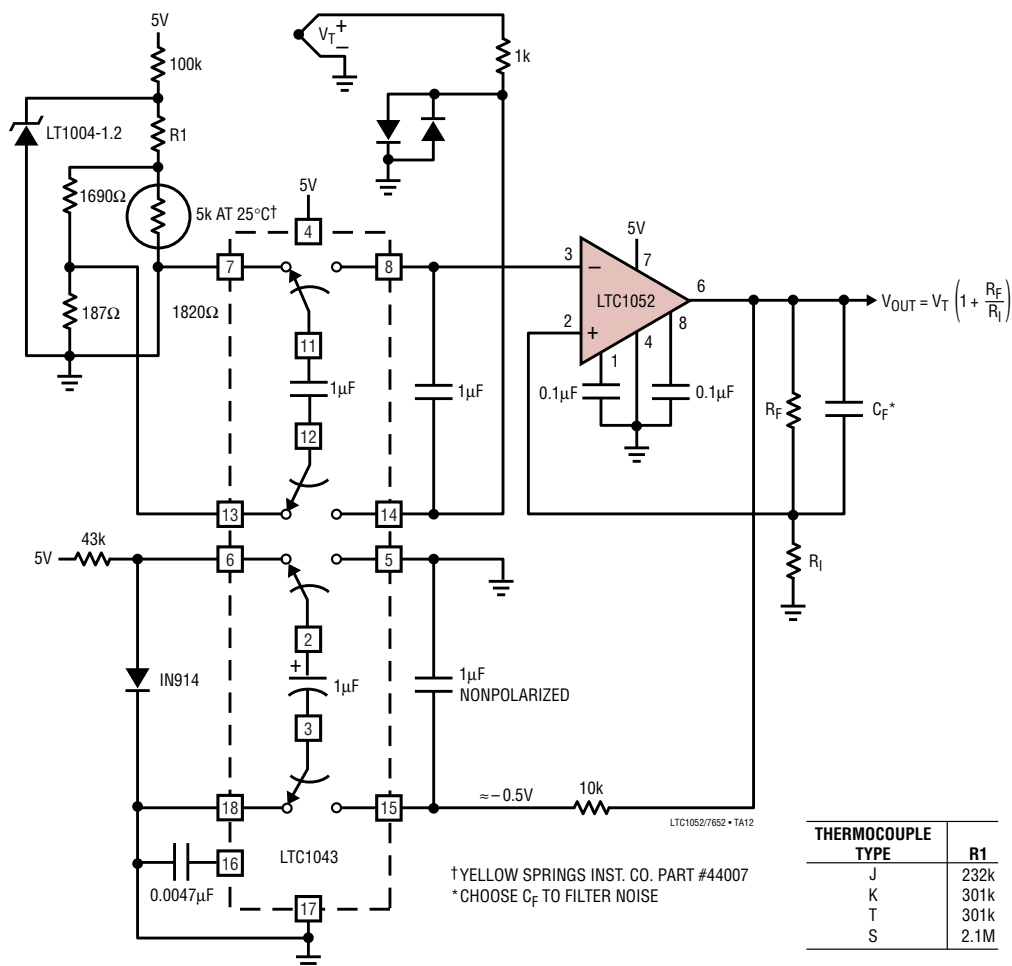 5V
100k
LT1004-1.2
R1
1690Ω
5k AT 25°C†
187Ω
1820Ω
VT
+
–
1k
5V
4
7
8
11
1µF
12
13
14
1µF
5V
3
–
7
LTC1052
6
2
+
1
4
8
0.1µF
0.1µF
VOUT = VT (1 + RF/RI)
RF
CF*
RI
43k
5V
6
5
2
+
1µF
3
IN914
1µF
NONPOLARIZED
18
15
≈ –0.5V
10k
LTC1052/7652 • TA12
16
LTC1043
0.0047µF
17
†YELLOW SPRINGS INST. CO. PART #44007
*CHOOSE CF TO FILTER NOISE
THERMOCOUPLE
TYPE R1
J 232k
K 301k
T 301k
S 2.1M